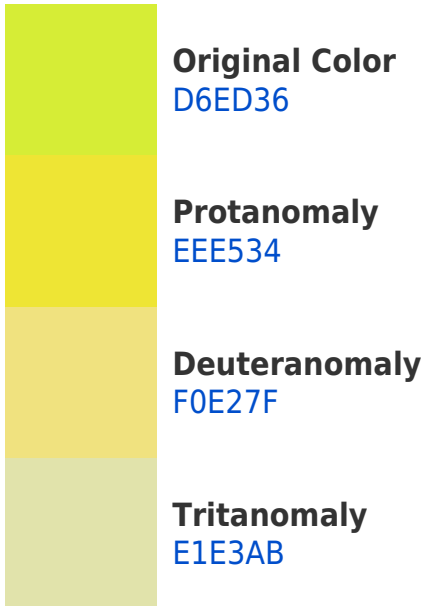 Original Color
D6ED36
Protanomaly
EEE534
Deuteranomaly
F0E27F
Tritanomaly
E1E3AB